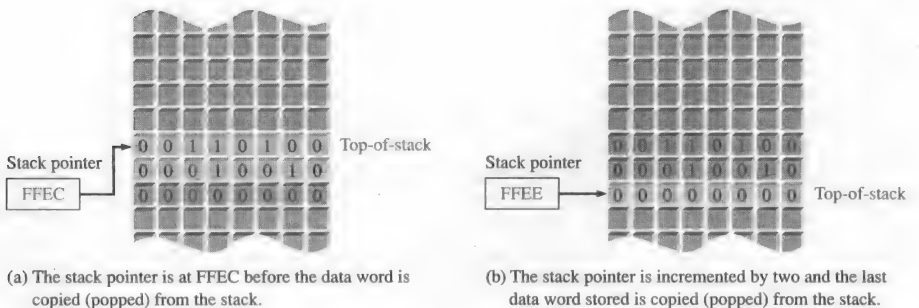 0 0 1 1 0 1 0 0 Top-of-stack
Stack pointer
0 0 0 1 0 0 1 0
FFEC
0 0 0 0 0 0 0 0
(a) The stack pointer is at FFEC before the data word is
copied (popped) from the stack.
0 0 1 1 0 1 0 0
Stack pointer
0 0 0 1 0 0 1 0
FFEE
0 0 0 0 0 0 0 0 Top-of-stack
(b) The stack pointer is incremented by two and the last
data word stored is copied (popped) from the stack.